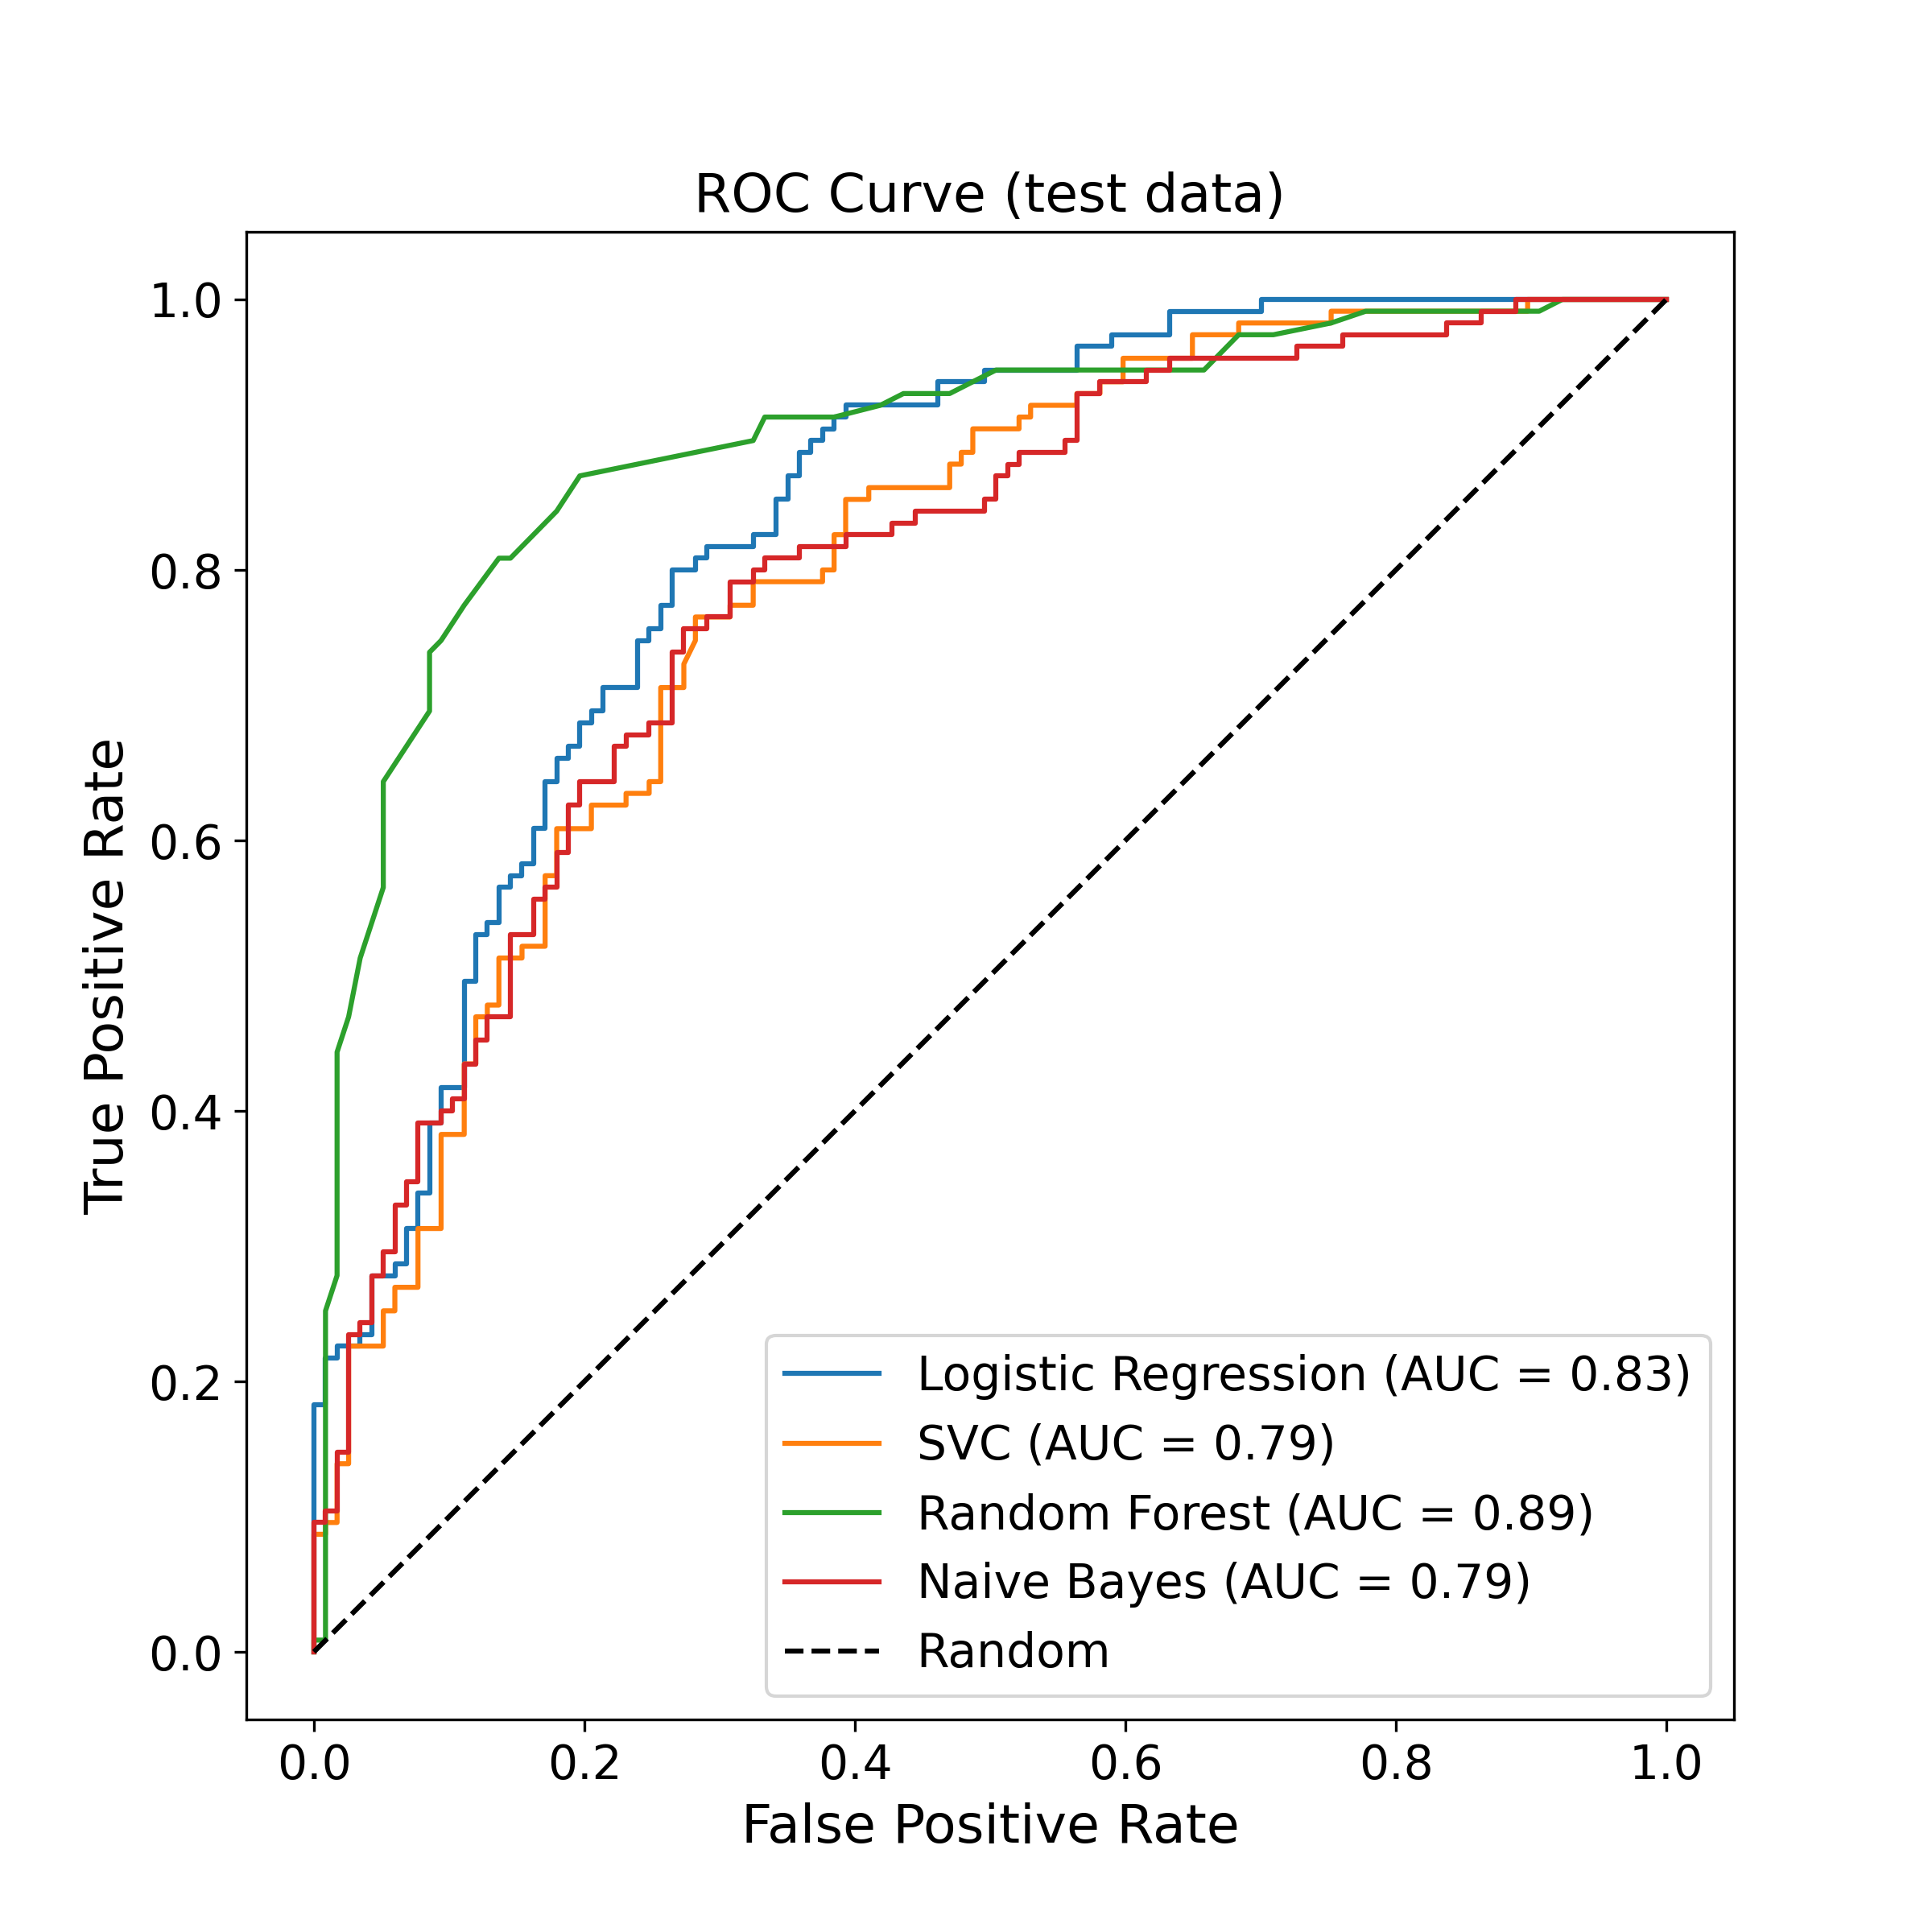 ROC Curve (test data)
True Positive Rate
1.0
0.8
0.6
0.4
0.2
0.0
Logistic Regression (AUC = 0.83)
SVC (AUC = 0.79)
Random Forest (AUC = 0.89)
Naive Bayes (AUC = 0.79)
Random
0.0 0.2 0.4 0.6 0.8 1.0
False Positive Rate